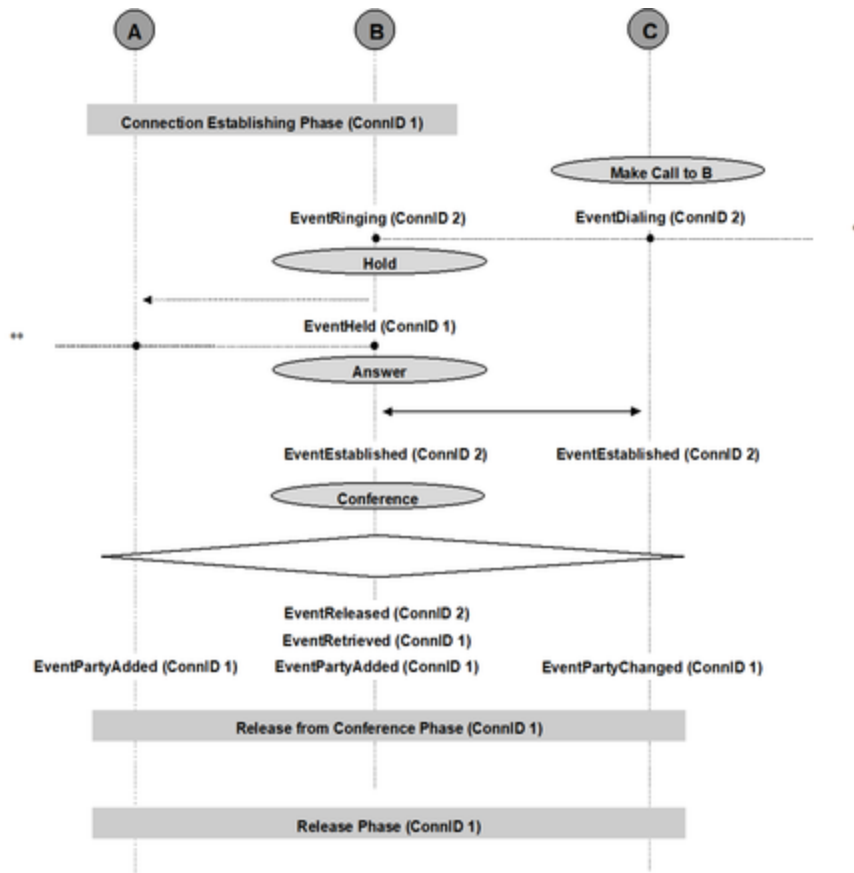 A B C
Connection Establishing Phase (ConnID 1)
Make Call to B
EventRinging (ConnID 2) EventDialing (ConnID 2)
Hold
EventHeld (ConnID 1)
Answer
EventEstablished (ConnID 2) EventEstablished (ConnID 2)
Conference
EventReleased (ConnID 2)
EventRetrieved (ConnID 1)
EventPartyAdded (ConnID 1) EventPartyAdded (ConnID 1) EventPartyChanged (ConnID 1)
Release from Conference Phase (ConnID 1)
Release Phase (ConnID 1)